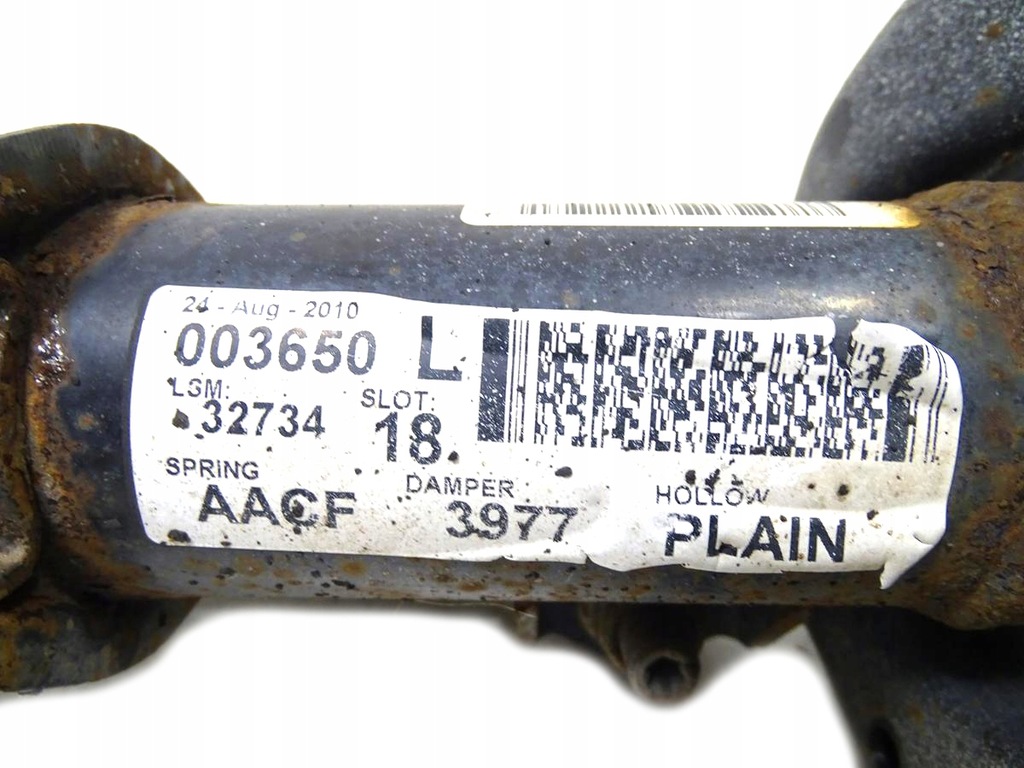 24 - Aug - 2010
003650 L
LSM: SLOT:
32734 18
SPRING DAMPER HOLLOW
AACF 3977 PLAIN